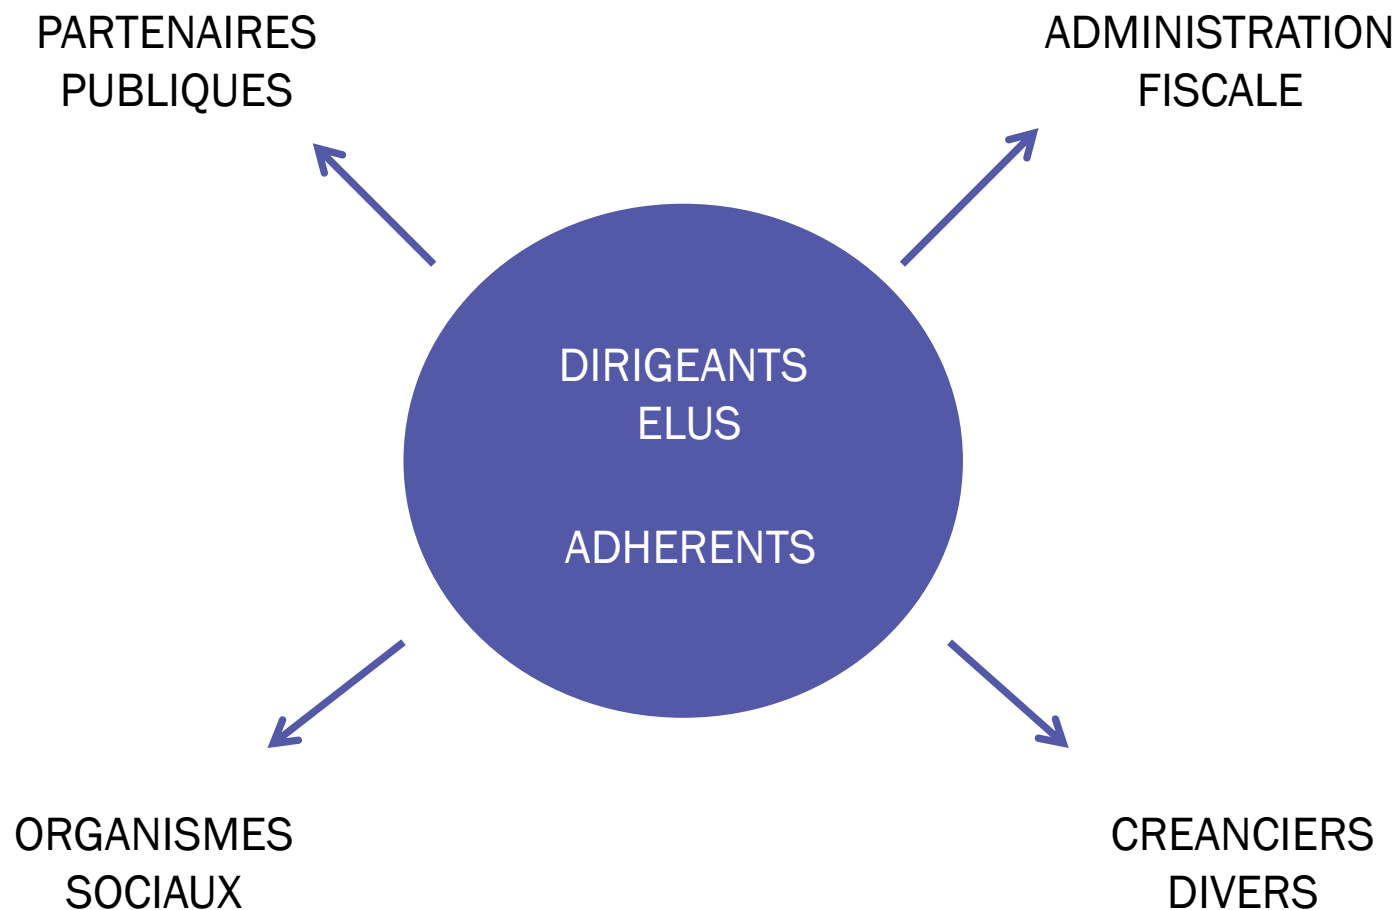 PARTENAIRES
PUBLIQUES
ADMINISTRATION
FISCALE
DIRIGEANTS
ELUS
ADHERENTS
ORGANISMES
SOCIAUX
CREANCIERS
DIVERS